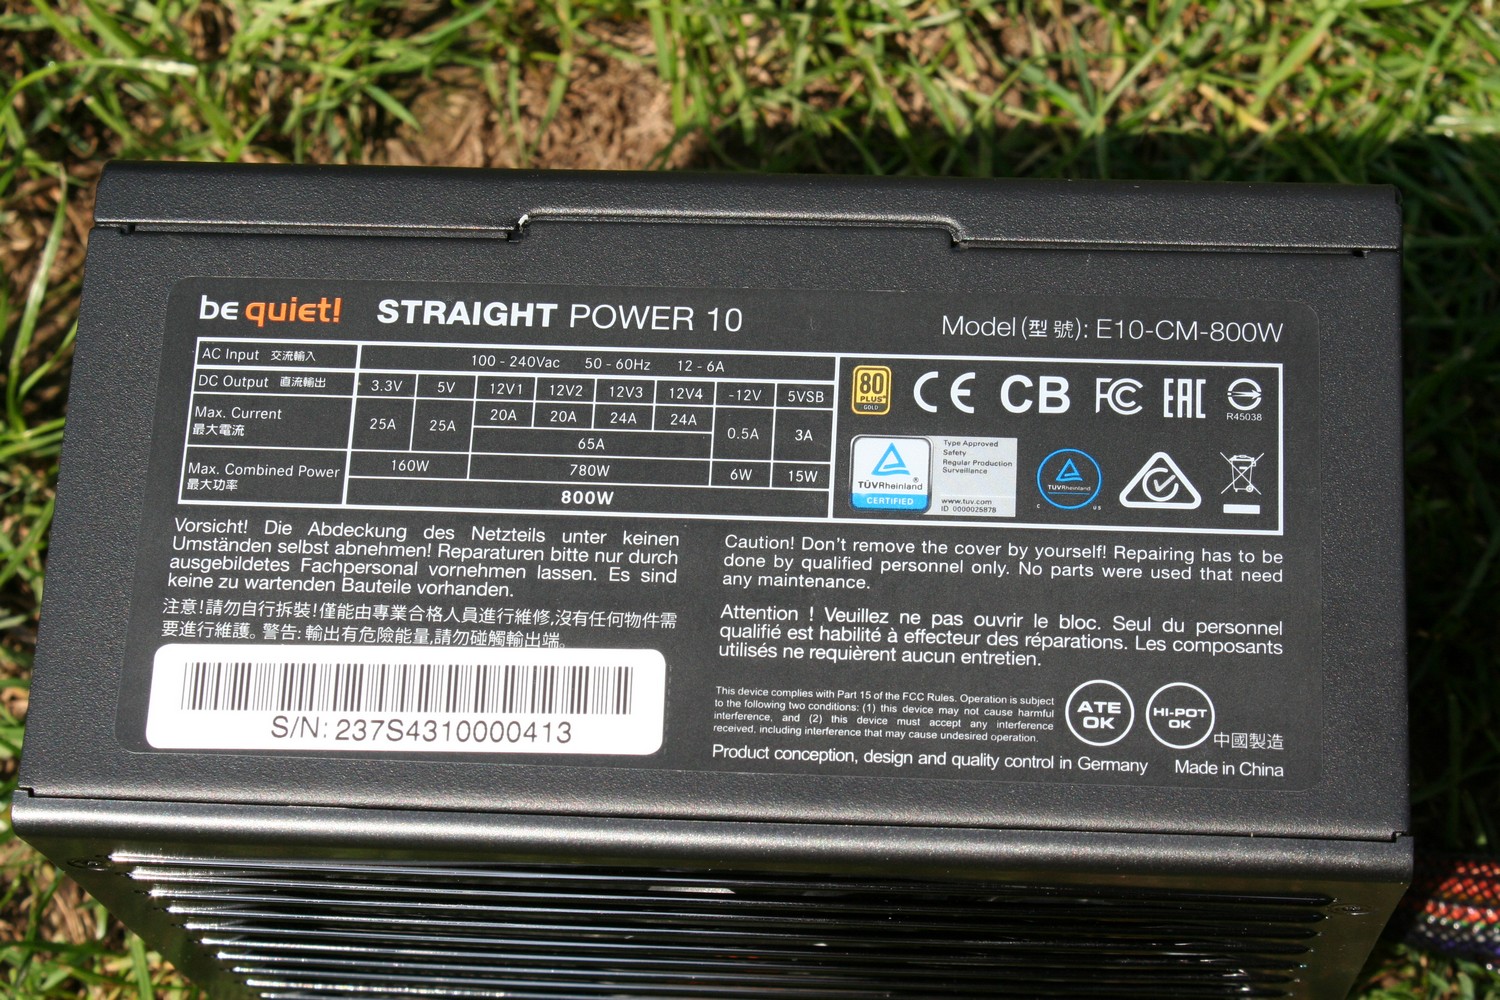 be quiet! STRAIGHT POWER 10
Model (型 號): E10-CM-800W
AC Input 交流輸入 100 - 240Vac 50 - 60Hz 12 - 6A
DC Output 直流輸出 3.3V 5V 12V1 12V2 12V3 12V4 -12V 5VSB
Max. Current
最大電流
25A 25A 20A 20A 24A 24A 0.5A 3A
65A
Max. Combined Power
最大功率
160W 780W 6W 15W
800W
80
PLUS
GOLD
CE CB FC EAC
R45038
TÜVRheinland
CERTIFIED
Type Approved
Safety
Regular Production
Surveillance
www.tuv.com
ID 0000025878
TÜVRheinland
C US
Vorsicht! Die Abdeckung des Netzteils unter keinen
Umständen selbst abnehmen! Reparaturen bitte nur durch
ausgebildetes Fachpersonal vornehmen lassen. Es sind
keine zu wartenden Bauteile vorhanden.
注意!請勿自行拆裝!僅能由專業合格人員進行維修,沒有任何物件需
要進行維護。警告: 輸出有危險能量,請勿碰觸輸出端。
S/N: 237S4310000413
Caution! Don't remove the cover by yourself! Repairing has to be
done by qualified personnel only. No parts were used that need
any maintenance.
Attention ! Veuillez ne pas ouvrir le bloc. Seul du personnel
qualifié est habilité à effecteur des réparations. Les composants
utilisés ne requièrent aucun entretien.
This device complies with Part 15 of the FCC Rules. Operation is subject
to the following two conditions: (1) this device may not cause harmful
interference, and (2) this device must accept any interference
received, including interference that may cause undesired operation.
ATE
OK
HI-POT
OK
中國製造
Product conception, design and quality control in Germany Made in China